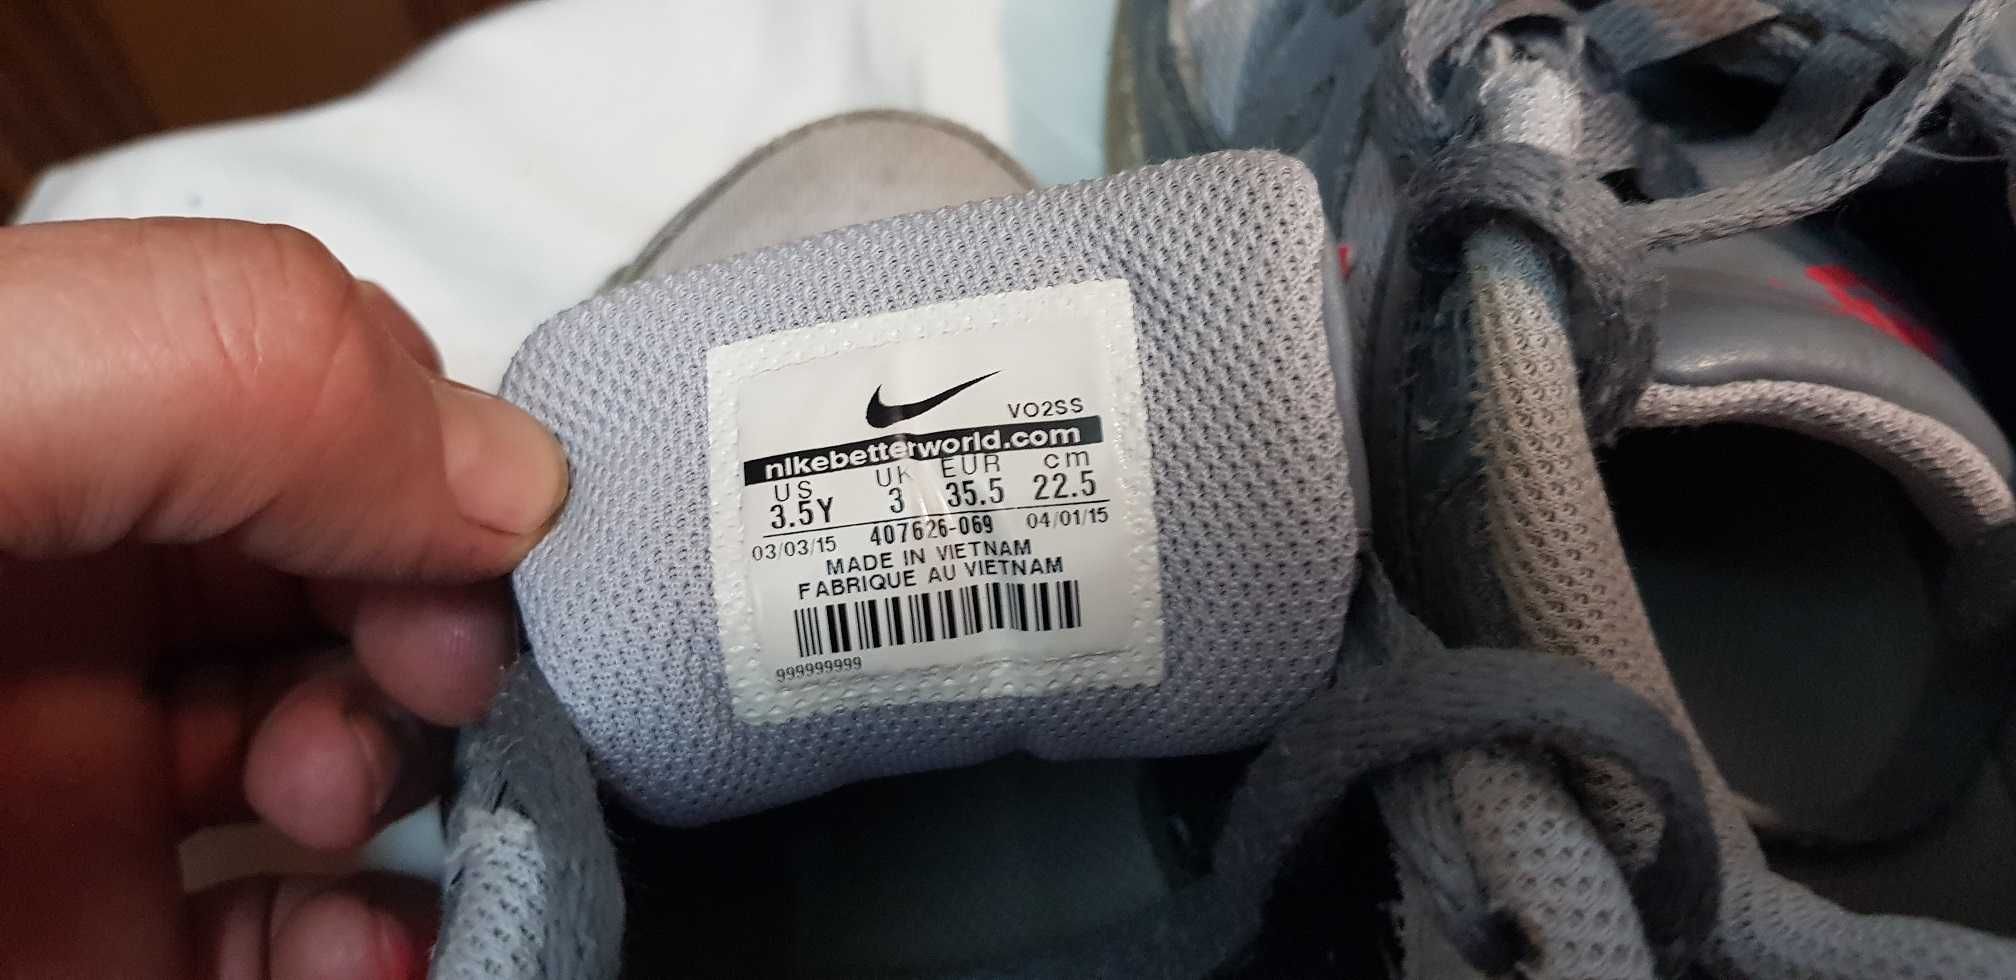 VO2SS
nikebetterworld.com
US UK EUR cm
3.5Y 3 35.5 22.5
03/03/15 407626-069 04/01/15
MADE IN VIETNAM
FABRIQUE AU VIETNAM
999999999